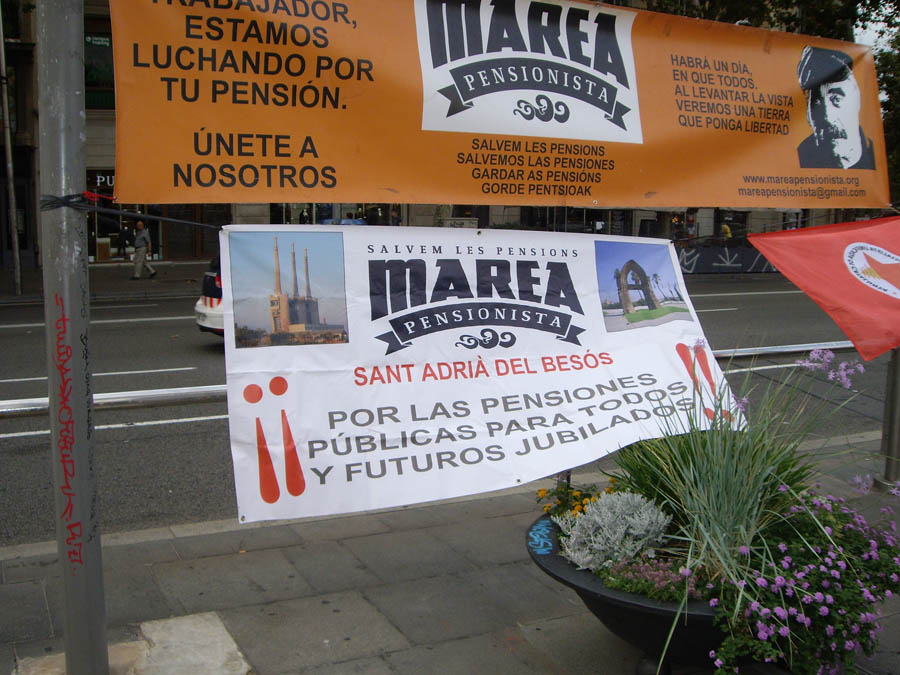 TRABAJADOR,
ESTAMOS
LUCHANDO POR
TU PENSIÓN.
ÚNETE A
NOSOTROS
MAREA
PENSIONISTA
SALVEM LES PENSIONS
SALVEMOS LAS PENSIONES
GARDAR AS PENSIÓNS
GORDE PENTSIOAK
HABRÁ UN DÍA,
EN QUE TODOS,
AL LEVANTAR LA VISTA
VEREMOS UNA TIERRA
QUE PONGA LIBERTAD
www.mareapensionista.org
mareapensionista@gmail.com
SALVEM LES PENSIONS
MAREA
PENSIONISTA
SANT ADRIÀ DEL BESÓS
¡¡ POR LAS PENSIONES
PÚBLICAS PARA TODOS
Y FUTUROS JUBILADOS !!